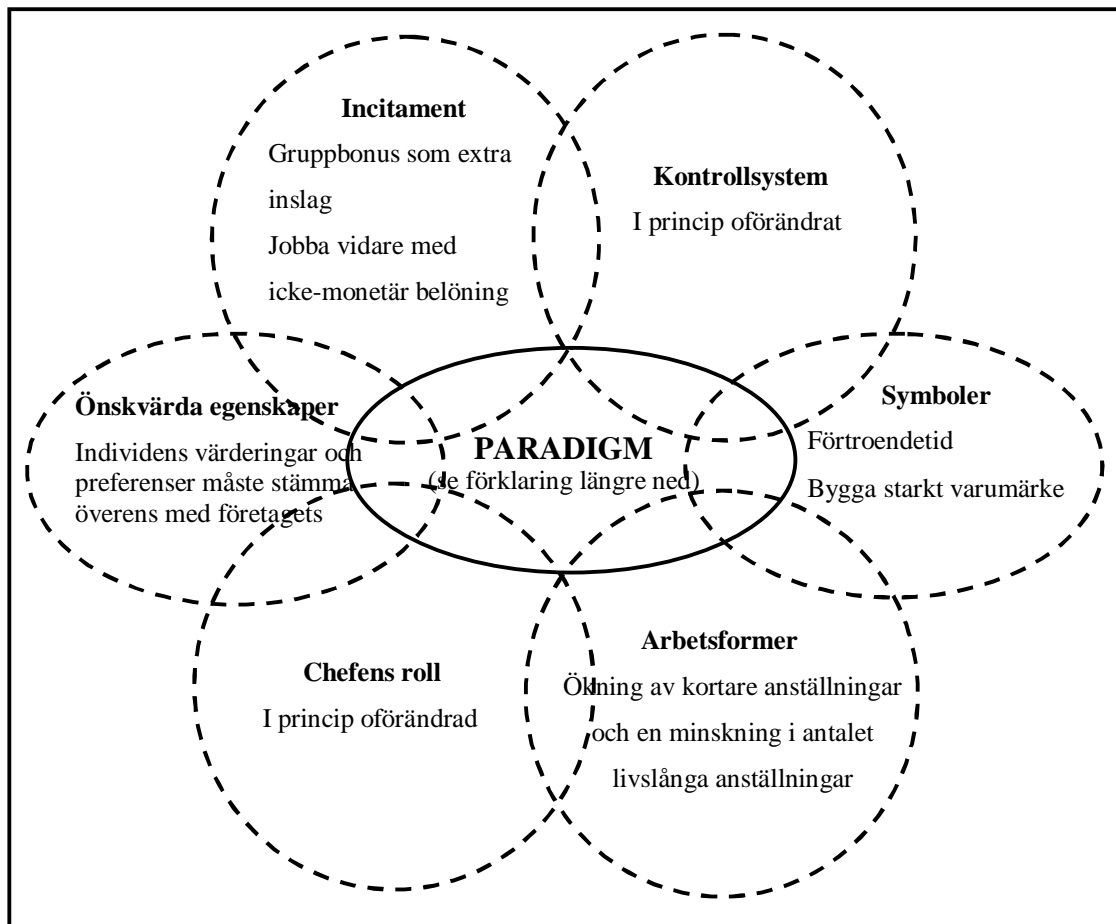 Incitament
Gruppbonus som extra
inslag
Jobba vidare med
icke-monetär belöning
Kontrollsystem
I princip oförändrat
Önskvärda egenskaper
Individens värderingar och
preferenser måste stämma
överens med företagets
PARADIGM
(se förklaring längre ned)
Symboler
Förtroendetid
Bygga starkt varumärke
Chefens roll
I princip oförändrad
Arbetsformer
Ökning av kortare anställningar
och en minskning i antalet
livslånga anställningar